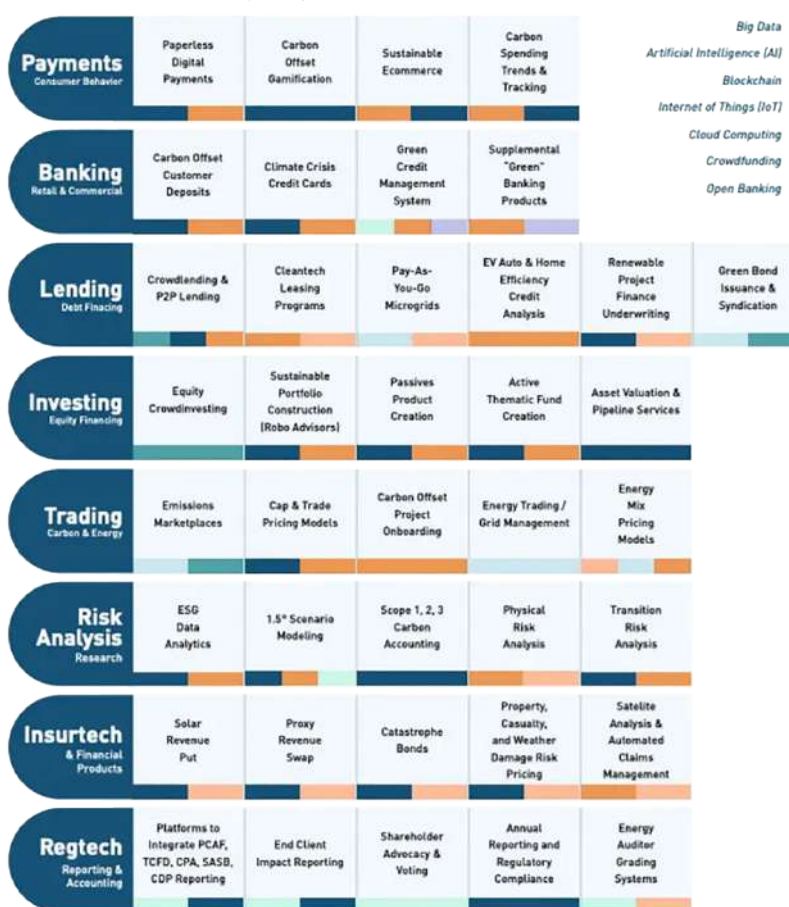 Big Data
Artificial Intelligence (AI)
Blockchain
Internet of Things (IoT)
Cloud Computing
Crowdfunding
Open Banking
Payments
Consumer Behavior
Paperless
Digital
Payments
Carbon
Offset
Gamification
Sustainable
Ecommerce
Carbon
Spending
Trends &
Tracking
Banking
Retail & Commercial
Carbon Offset
Customer
Deposits
Climate Crisis
Credit Cards
Green
Credit
Management
System
Supplemental
"Green"
Banking
Products
Lending
Debt Finacing
Crowdlending &
P2P Lending
Cleantech
Leasing
Programs
Pay-As-
You-Go
Microgrids
EV Auto & Home
Efficiency
Credit
Analysis
Renewable
Project
Finance
Underwriting
Green Bond
Issuance &
Syndication
Investing
Equity Financing
Equity
Crowdinvesting
Sustainable
Portfolio
Construction
(Robo Advisors)
Passives
Product
Creation
Active
Thematic Fund
Creation
Asset Valuation &
Pipeline Services
Trading
Carbon & Energy
Emissions
Marketplaces
Cap & Trade
Pricing Models
Carbon Offset
Project
Onboarding
Energy Trading /
Grid Management
Energy
Mix
Pricing
Models
Risk
Analysis
Research
ESG
Data
Analytics
1.5° Scenario
Modeling
Scope 1, 2, 3
Carbon
Accounting
Physical
Risk
Analysis
Transition
Risk
Analysis
Insurtech
& Financial
Products
Solar
Revenue
Put
Proxy
Revenue
Swap
Catastrophe
Bonds
Property,
Casualty,
and Weather
Damage Risk
Pricing
Satelite
Analysis &
Automated
Claims
Management
Regtech
Reporting &
Accounting
Platforms to
Integrate PCAF,
TCFD, CPA, SASB,
CDP Reporting
End Client
Impact Reporting
Shareholder
Advocacy &
Voting
Annual
Reporting and
Regulatory
Compliance
Energy
Auditor
Grading
Systems